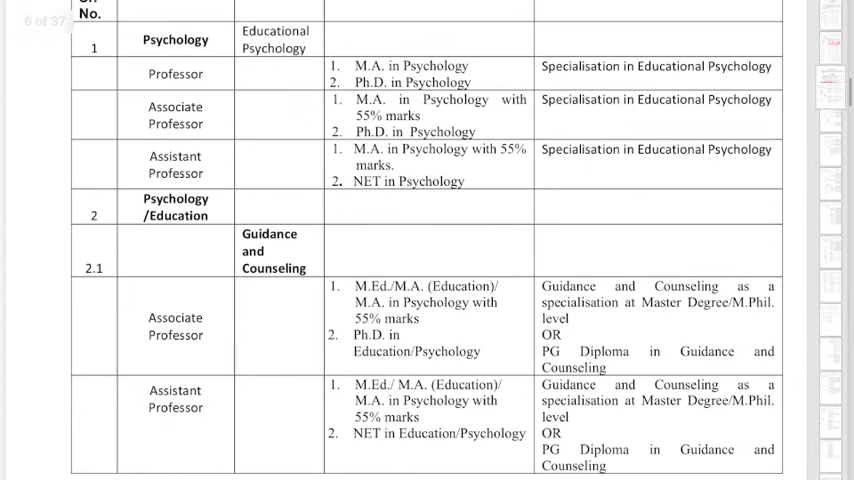 6 of 37
No.
1
Psychology
Educational
Psychology
Professor
1. M.A. in Psychology
2. Ph.D. in Psychology
Specialisation in Educational Psychology
Associate
Professor
1. M.A. in Psychology with
55% marks
2. Ph.D. in Psychology
Specialisation in Educational Psychology
Assistant
Professor
1. M.A. in Psychology with 55%
marks.
2. NET in Psychology
Specialisation in Educational Psychology
2
Psychology
/Education
2.1
Guidance
and
Counseling
Associate
Professor
1. M.Ed./M.A. (Education)/
M.A. in Psychology with
55% marks
2. Ph.D. in
Education/Psychology
Guidance and Counseling as a
specialisation at Master Degree/M.Phil.
level
OR
PG Diploma in Guidance and
Counseling
Assistant
Professor
1. M.Ed./ M.A. (Education)/
M.A. in Psychology with
55% marks
2. NET in Education/Psychology
Guidance and Counseling as a
specialisation at Master Degree/M.Phil.
level
OR
PG Diploma in Guidance and
Counseling